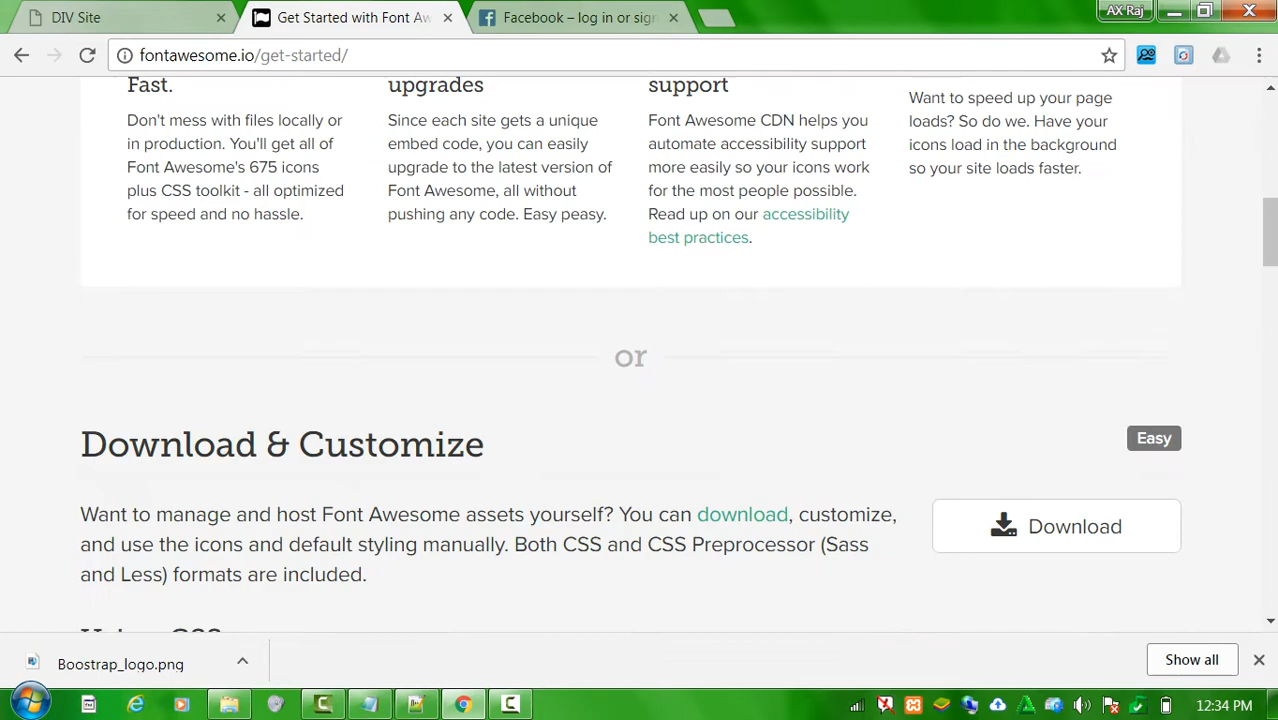 DIV Site
Get Started with Font Aw
Facebook – log in or sign
AX Raj
fontawesome.io/get-started/
Fast.
Don't mess with files locally or
in production. You'll get all of
Font Awesome's 675 icons
plus CSS toolkit - all optimized
for speed and no hassle.
upgrades
Since each site gets a unique
embed code, you can easily
upgrade to the latest version of
Font Awesome, all without
pushing any code. Easy peasy.
support
Font Awesome CDN helps you
automate accessibility support
more easily so your icons work
for the most people possible.
Read up on our accessibility
best practices.
Want to speed up your page
loads? So do we. Have your
icons load in the background
so your site loads faster.
or
Download & Customize
Easy
Want to manage and host Font Awesome assets yourself? You can download, customize,
and use the icons and default styling manually. Both CSS and CSS Preprocessor (Sass
and Less) formats are included.
Download
Boostrap_logo.png
Show all
12:34 PM